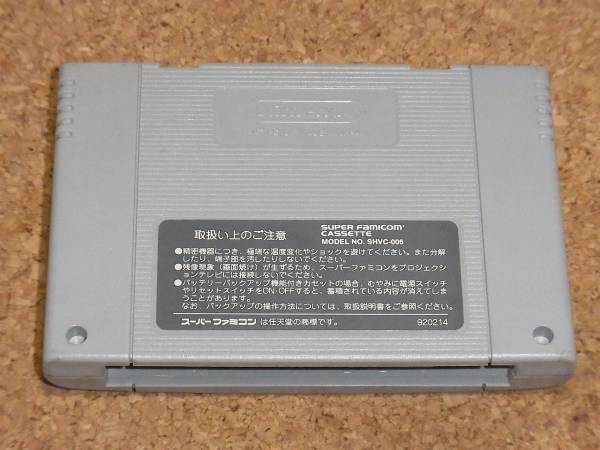 Nintendo
取扱い上のご注意
SUPER FAMICOM
CASSETTE
MODEL NO. SHVC-006
●精密機器につき、極端な温度変化やショックを避けてください。また分解
したり、端子部を汚したりしないでください。
●残像現象（画面焼け）が生ずるため、スーパーファミコンをプロジェクシ
ョンテレビには接続しないでください。
●バッテリーバックアップ機能付きカセットの場合、むやみに電源スイッチ
やリセットスイッチをON・OFFすると、蓄積されている内容が消えてしま
うことがあります。
なお、バックアップの操作方法については、取扱説明書をご参照ください。
スーパーファミコン は任天堂の商標です。
920214